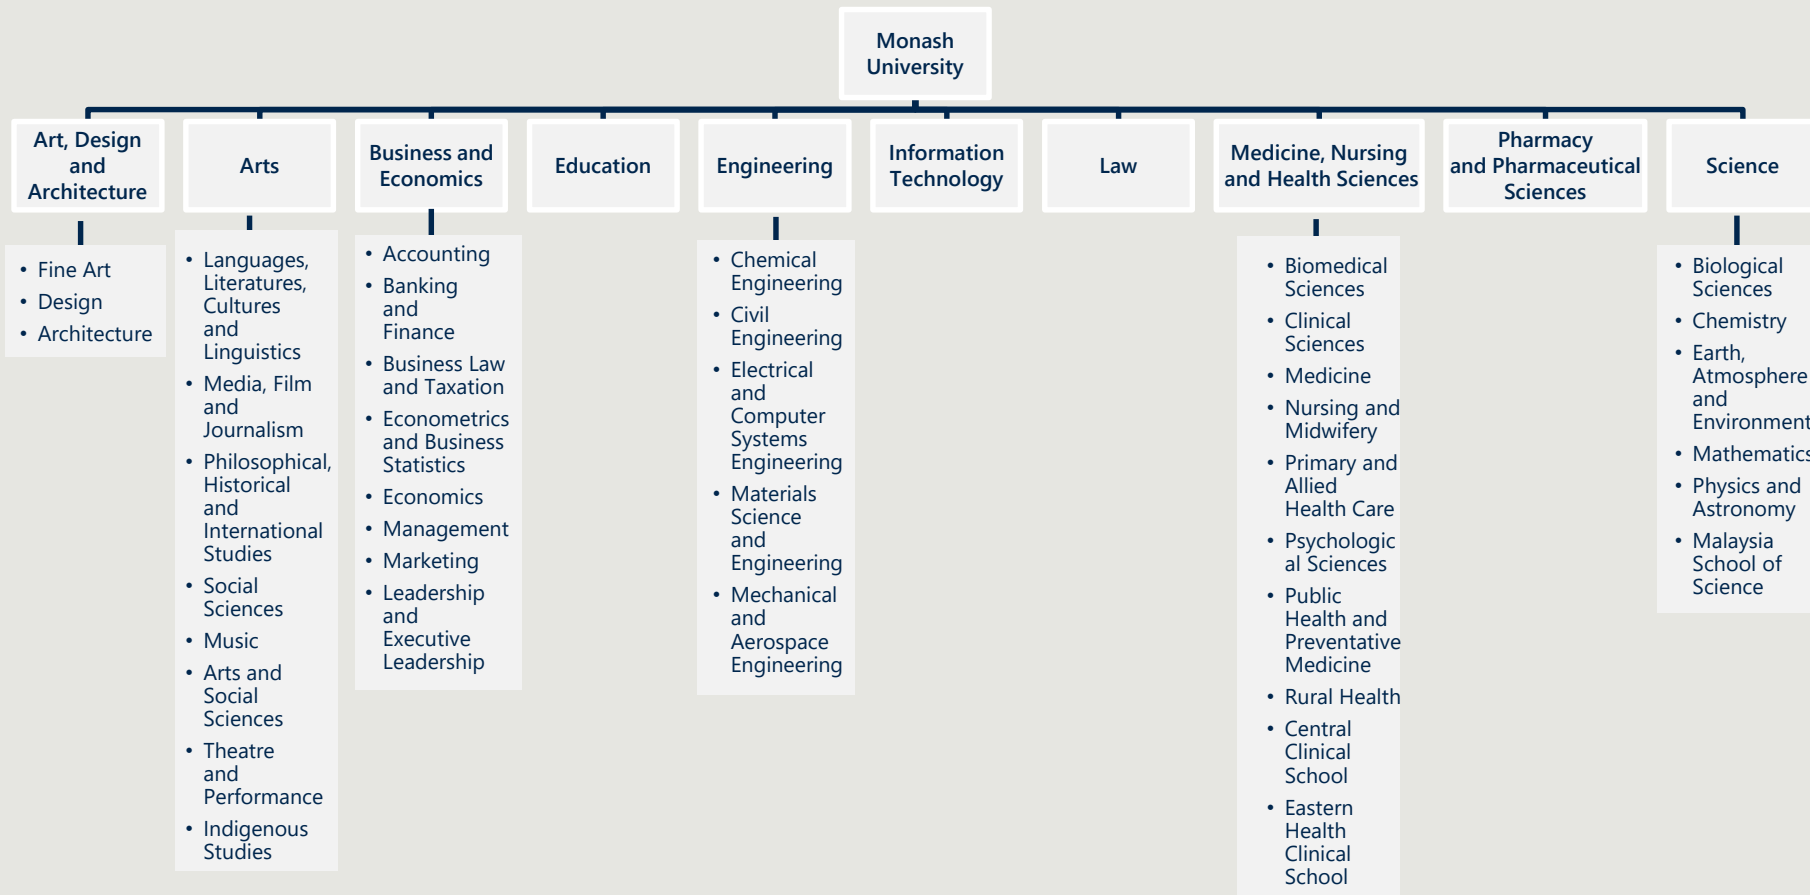 Monash
University
Art, Design
and
Architecture
Arts
Business and
Economics
Education
Engineering
Information
Technology
Law
Medicine, Nursing
and Health Sciences
Pharmacy
and Pharmaceutical
Sciences
Science
• Fine Art
• Design
• Architecture
• Languages,
Literatures,
Cultures
and
Linguistics
• Media, Film
and
Journalism
• Philosophical,
Historical
and
International
Studies
• Social
Sciences
• Music
• Arts and
Social
Sciences
• Theatre
and
Performance
• Indigenous
Studies
• Accounting
• Banking
and
Finance
• Business Law
and Taxation
• Econometrics
and Business
Statistics
• Economics
• Management
• Marketing
• Leadership
and
Executive
Leadership
• Chemical
Engineering
• Civil
Engineering
• Electrical
and
Computer
Systems
Engineering
• Materials
Science
and
Engineering
• Mechanical
and
Aerospace
Engineering
• Biomedical
Sciences
• Clinical
Sciences
• Medicine
• Nursing and
Midwifery
• Primary and
Allied
Health Care
• Psychologic
al Sciences
• Public
Health and
Preventative
Medicine
• Rural Health
• Central
Clinical
School
• Eastern
Health
Clinical
School
• Biological
Sciences
• Chemistry
• Earth,
Atmosphere
and
Environment
• Mathematics
• Physics and
Astronomy
• Malaysia
School of
Science